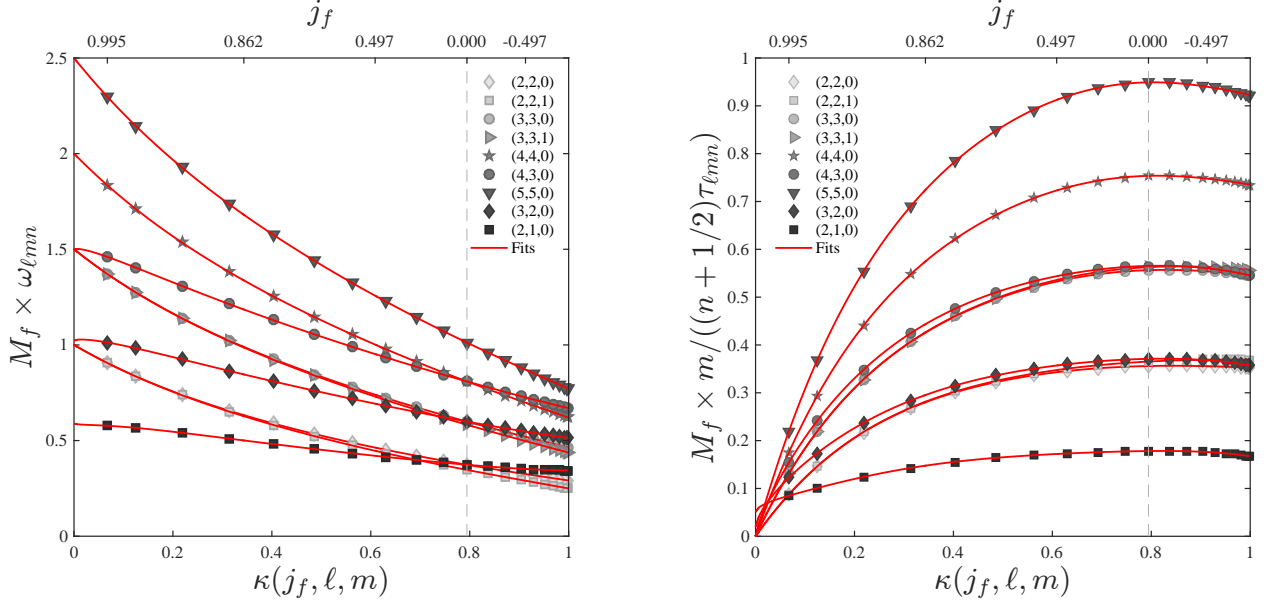 j_f
0.995 0.862 0.497 0.000 -0.497
2.5
2
1.5
1
0.5
0
M_f × ω_{ℓmn}
(2,2,0)
(2,2,1)
(3,3,0)
(3,3,1)
(4,4,0)
(4,3,0)
(5,5,0)
(3,2,0)
(2,1,0)
Fits
0 0.2 0.4 0.6 0.8 1
κ(j_f, ℓ, m)
j_f
0.995 0.862 0.497 0.000 -0.497
1
0.9
0.8
0.7
0.6
0.5
0.4
0.3
0.2
0.1
0
M_f × m/((n + 1/2)τ_{ℓmn})
(2,2,0)
(2,2,1)
(3,3,0)
(3,3,1)
(4,4,0)
(4,3,0)
(5,5,0)
(3,2,0)
(2,1,0)
Fits
0 0.2 0.4 0.6 0.8 1
κ(j_f, ℓ, m)